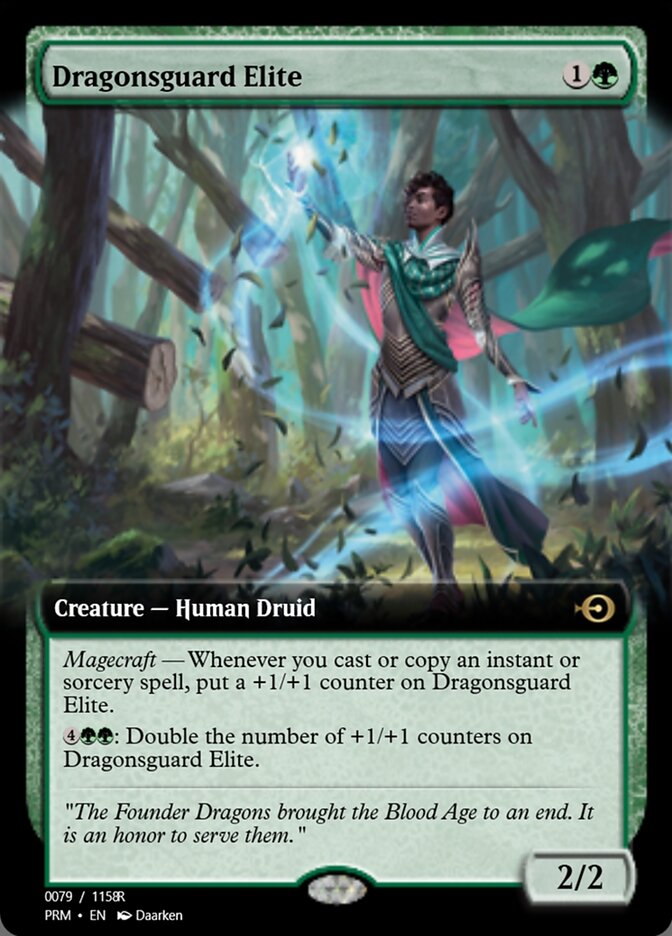 Dragonsguard Elite 1
Creature — Human Druid
Magecraft — Whenever you cast or copy an instant or
sorcery spell, put a +1/+1 counter on Dragonsguard
Elite.
4: Double the number of +1/+1 counters on
Dragonsguard Elite.
"The Founder Dragons brought the Blood Age to an end. It
is an honor to serve them."
2/2
0079 / 1158R
PRM • EN Daarken